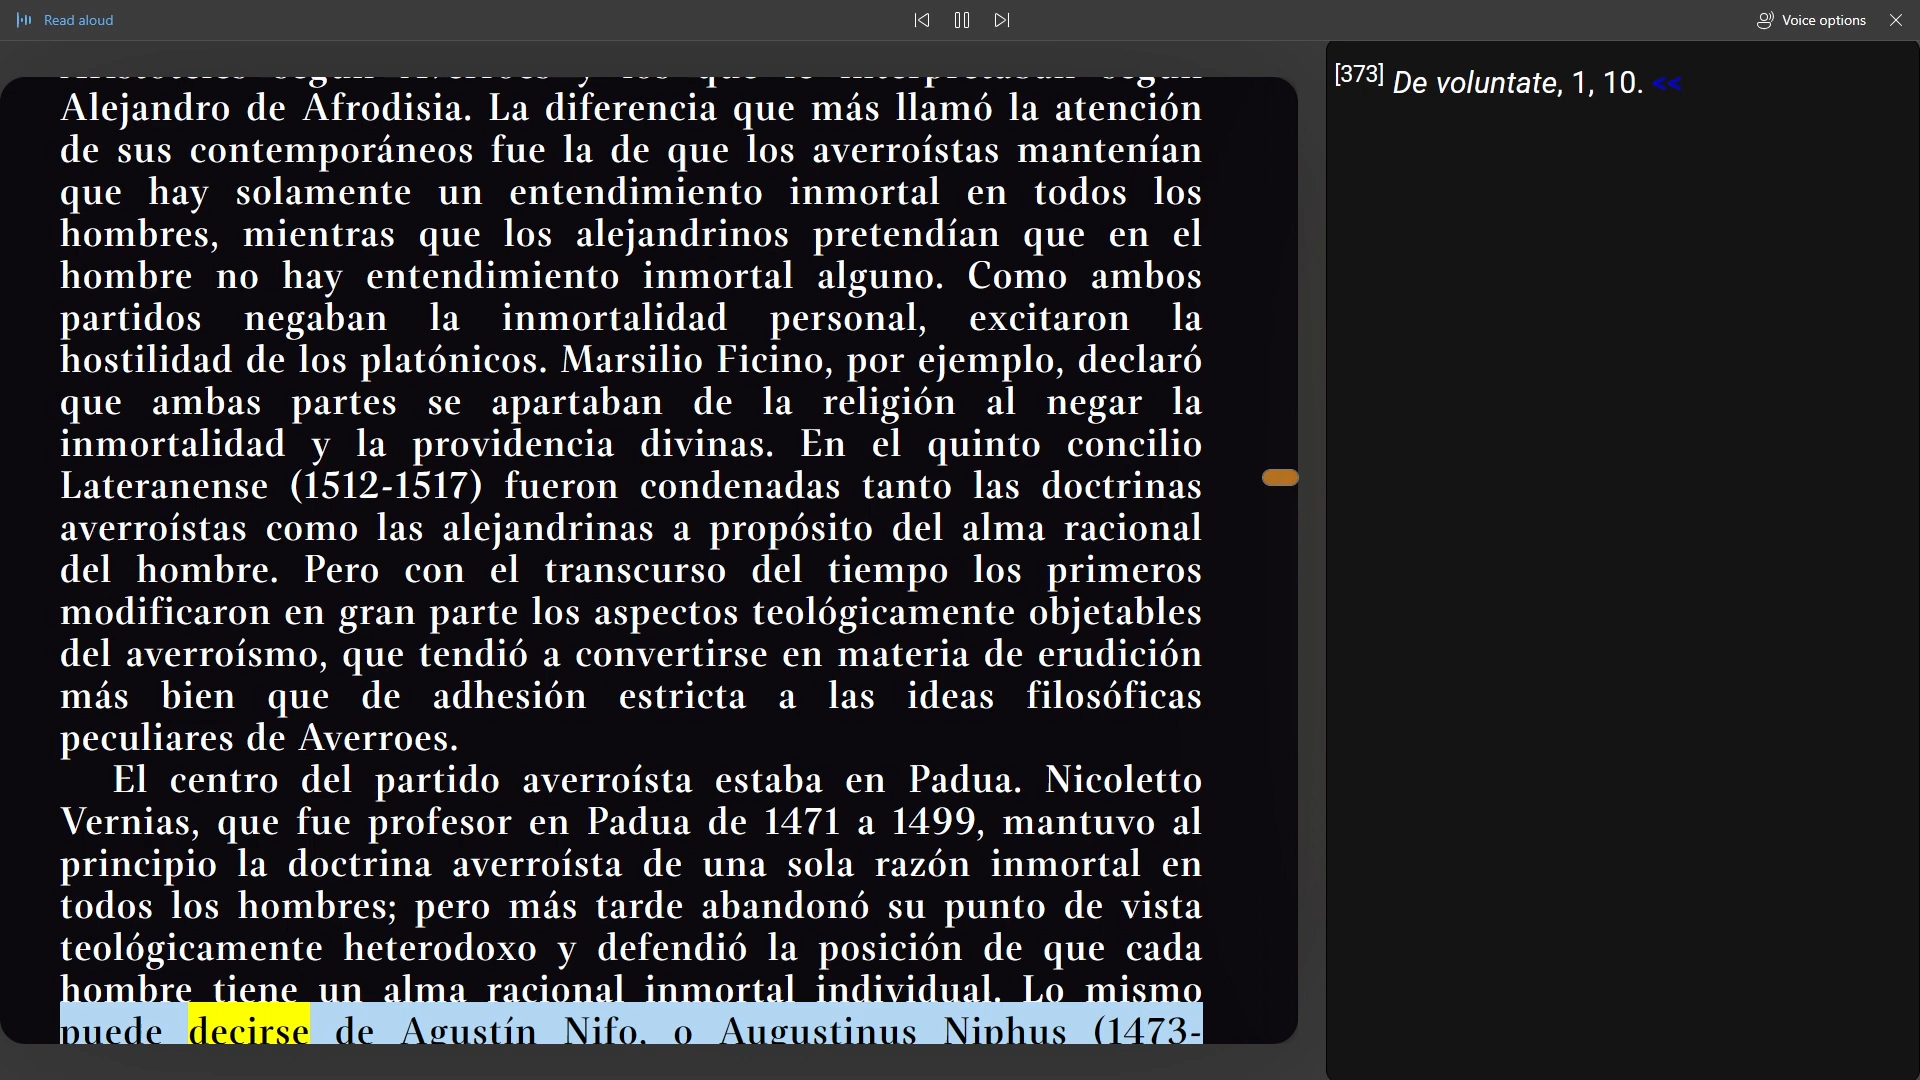 Read aloud
Voice options
Aristóteles según Averroes y los que le interpretaban según
Alejandro de Afrodisia. La diferencia que más llamó la atención
de sus contemporáneos fue la de que los averroístas mantenían
que hay solamente un entendimiento inmortal en todos los
hombres, mientras que los alejandrinos pretendían que en el
hombre no hay entendimiento inmortal alguno. Como ambos
partidos negaban la inmortalidad personal, excitaron la
hostilidad de los platónicos. Marsilio Ficino, por ejemplo, declaró
que ambas partes se apartaban de la religión al negar la
inmortalidad y la providencia divinas. En el quinto concilio
Lateranense (1512-1517) fueron condenadas tanto las doctrinas
averroístas como las alejandrinas a propósito del alma racional
del hombre. Pero con el transcurso del tiempo los primeros
modificaron en gran parte los aspectos teológicamente objetables
del averroísmo, que tendió a convertirse en materia de erudición
más bien que de adhesión estricta a las ideas filosóficas
peculiares de Averroes.
El centro del partido averroísta estaba en Padua. Nicoletto
Vernias, que fue profesor en Padua de 1471 a 1499, mantuvo al
principio la doctrina averroísta de una sola razón inmortal en
todos los hombres; pero más tarde abandonó su punto de vista
teológicamente heterodoxo y defendió la posición de que cada
hombre tiene un alma racional inmortal individual. Lo mismo
puede decirse de Agustín Nifo, o Augustinus Niphus (1473-
[373] De voluntate, 1, 10. <<